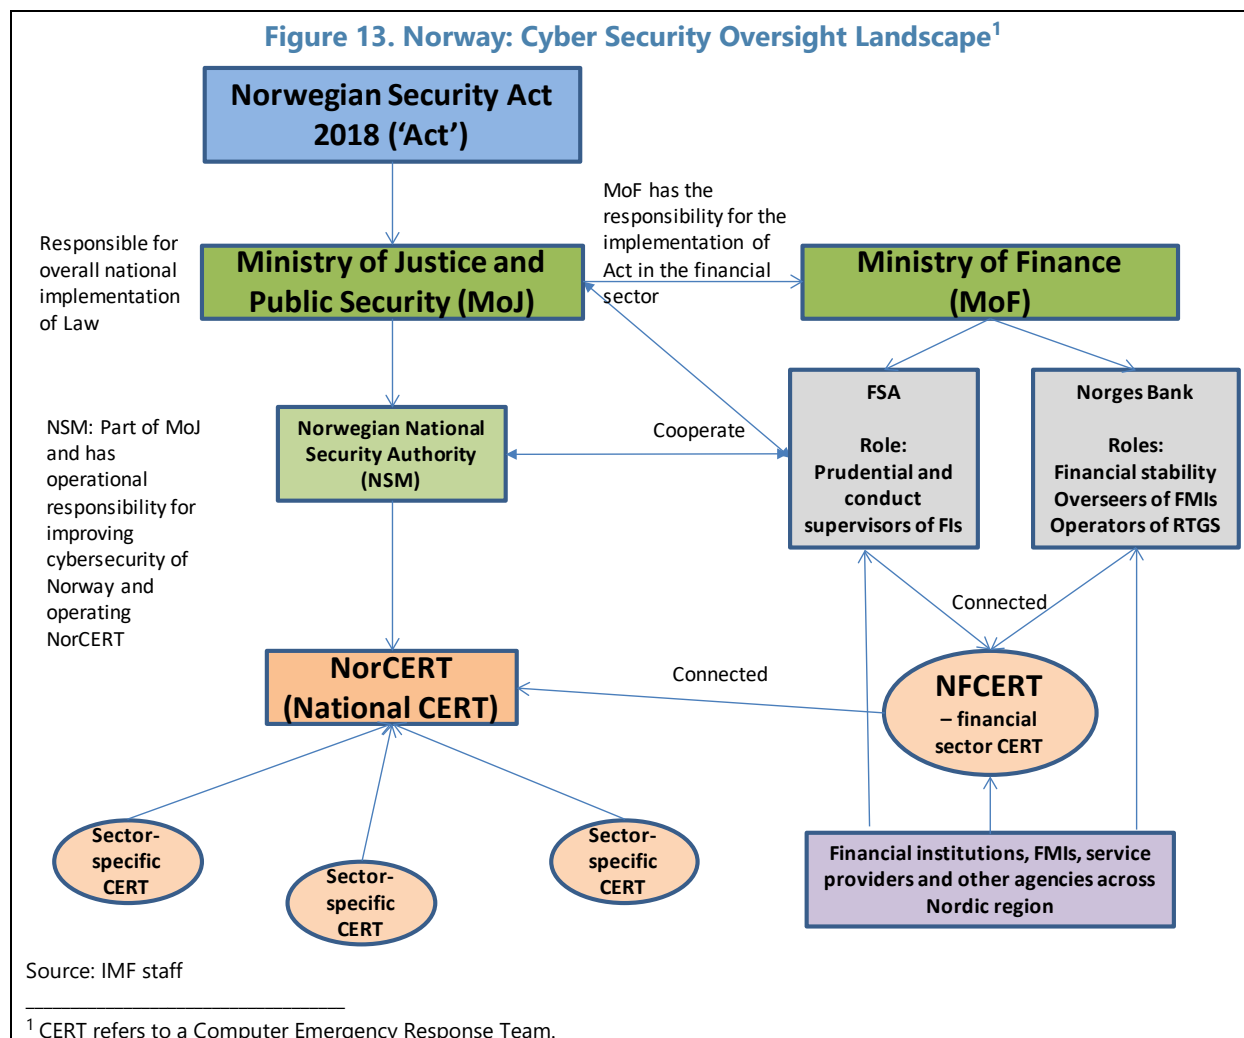 Figure 13. Norway: Cyber Security Oversight Landscape1
Norwegian Security Act
2018 (‘Act’)
MoF has the
responsibility for the
implementation of
Act in the financial
sector
Responsible for
overall national
implementation
of Law
Ministry of Justice and
Public Security (MoJ)
Ministry of Finance
(MoF)
FSA
Role:
Prudential and
conduct
supervisors of FIs
Norges Bank
Roles:
Financial stability
Overseers of FMIs
Operators of RTGS
NSM: Part of MoJ
and has
operational
responsibility for
improving
cybersecurity of
Norway and
operating
NorCERT
Norwegian National
Security Authority
(NSM)
Cooperate
Connected
NorCERT
(National CERT)
Connected
NFCERT
– financial
sector CERT
Sector-
specific
CERT
Sector-
specific
CERT
Sector-
specific
CERT
Financial institutions, FMIs, service
providers and other agencies across
Nordic region
Source: IMF staff
1 CERT refers to a Computer Emergency Response Team.